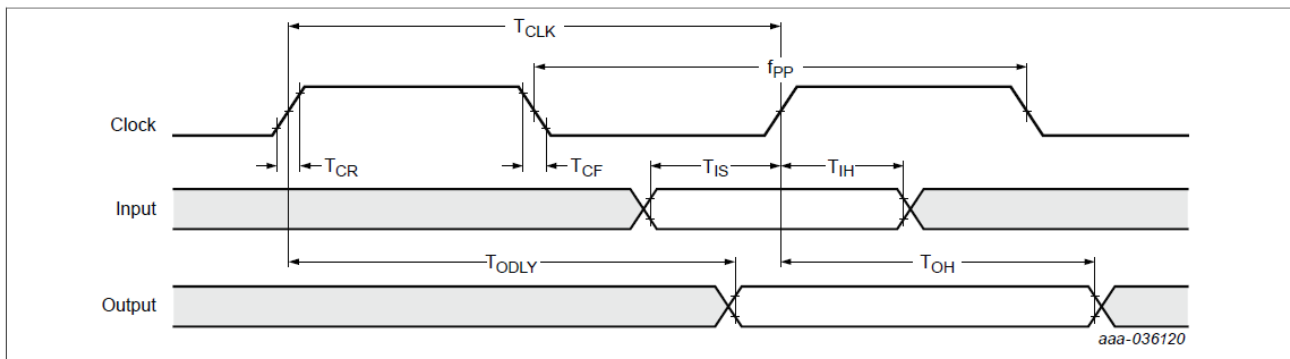 T_CLK
f_PP
Clock
T_CR
T_CF
T_IS
T_IH
Input
T_ODLY
T_OH
Output
aaa-036120